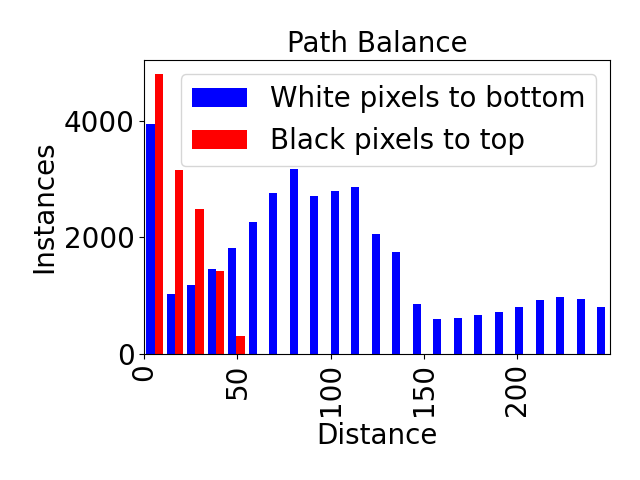 Path Balance
White pixels to bottom
Black pixels to top
Instances
4000
2000
0
0
50
100
150
200
Distance